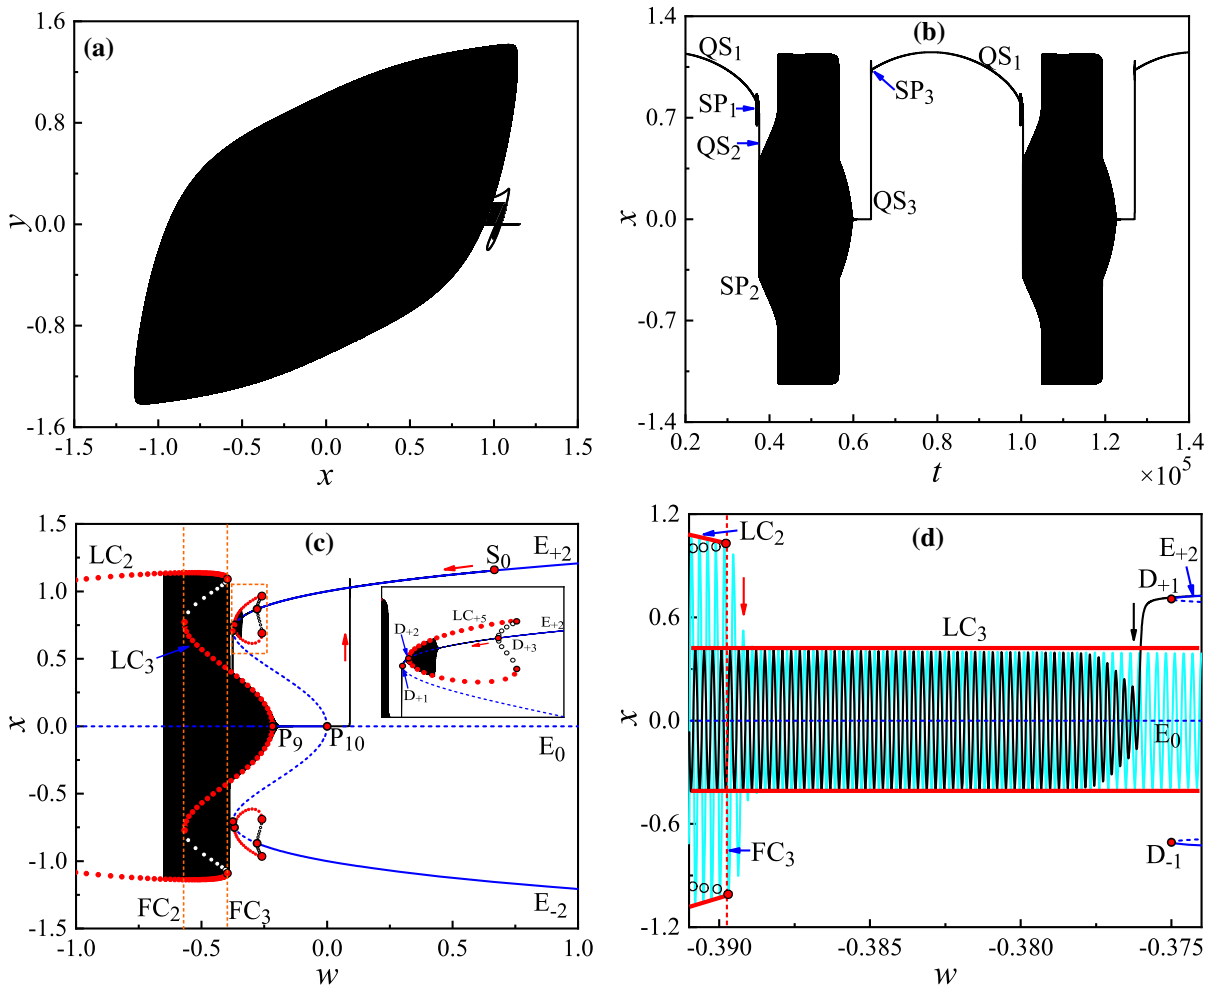 (a)
1.6
0.8
0.0
-0.8
-1.6
y
-1.5
-1.0
-0.5
0.0
0.5
1.0
1.5
x
(b)
1.4
0.7
0.0
-0.7
-1.4
x
QS1
SP1
QS2
SP2
SP3
QS1
QS3
0.2
0.4
0.6
0.8
1.0
1.2
1.4
t
×10^5
(c)
1.5
1.0
0.5
0.0
-0.5
-1.0
-1.5
x
LC2
LC3
S0
E+2
D+2
LC+5
E+2
D+3
D+1
P9
P10
E0
FC2
FC3
E-2
-1.0
-0.5
0.0
0.5
1.0
w
(d)
1.2
0.6
0.0
-0.6
-1.2
x
LC2
E+2
D+1
LC3
E0
FC3
D-1
-0.390
-0.385
-0.380
-0.375
w